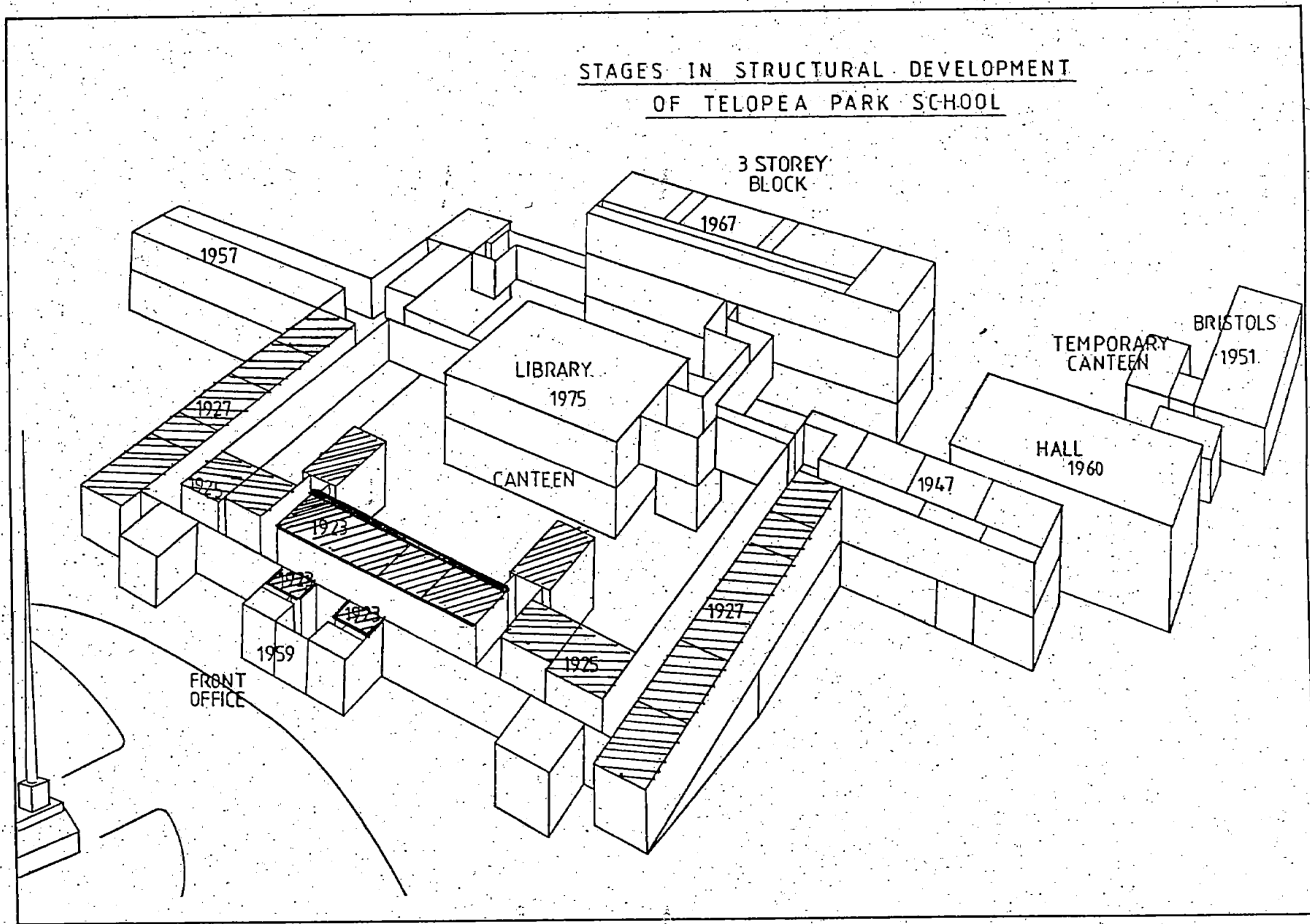 STAGES IN STRUCTURAL DEVELOPMENT
OF TELOPEA PARK SCHOOL
3 STOREY
BLOCK
1967
1957
BRISTOLS
1951
TEMPORARY
CANTEEN
LIBRARY
1975
HALL
1960
1927
CANTEEN
1947
1923
1927
1923
1923
1925
1959
FRONT
OFFICE